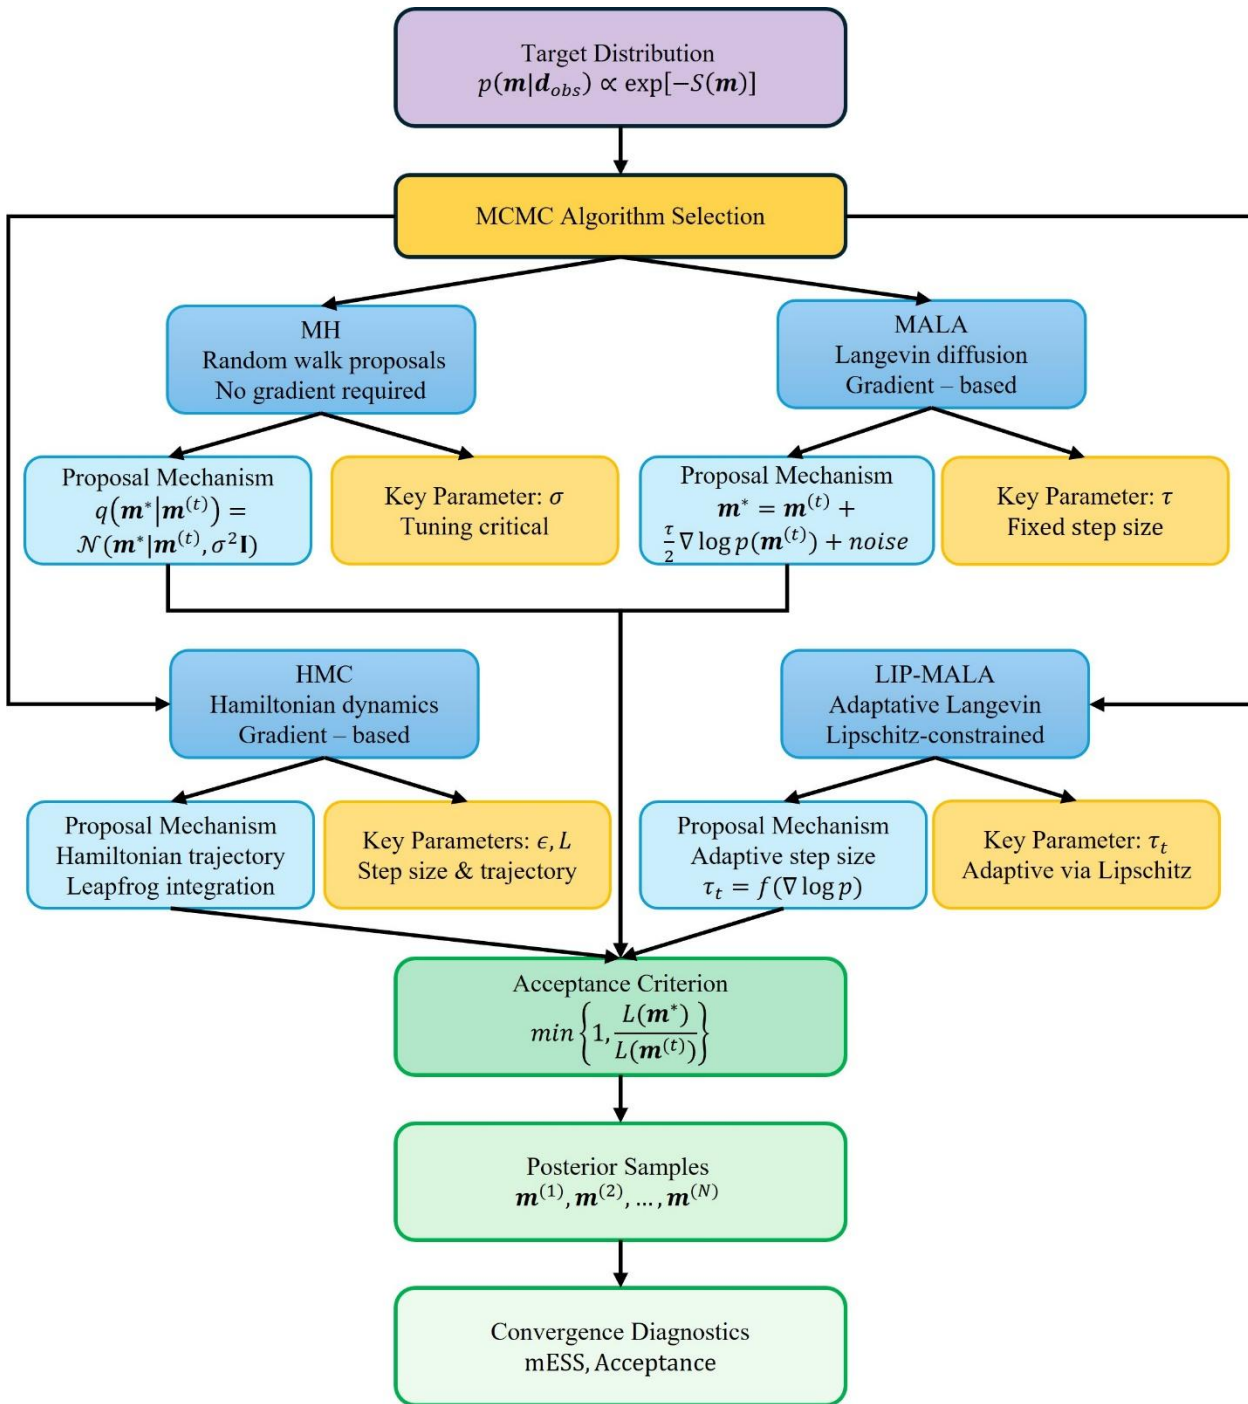 Target Distribution
p(m|d_obs) ∝ exp[−S(m)]
MCMC Algorithm Selection
MH
Random walk proposals
No gradient required
MALA
Langevin diffusion
Gradient – based
Proposal Mechanism
q(m*|m^(t)) =
𝒩(m*|m^(t), σ²I)
Key Parameter: σ
Tuning critical
Proposal Mechanism
m* = m^(t) +
τ/2 ∇ log p(m^(t)) + noise
Key Parameter: τ
Fixed step size
HMC
Hamiltonian dynamics
Gradient – based
LIP-MALA
Adaptative Langevin
Lipschitz-constrained
Proposal Mechanism
Hamiltonian trajectory
Leapfrog integration
Key Parameters: ϵ, L
Step size & trajectory
Proposal Mechanism
Adaptive step size
τ_t = f(∇ log p)
Key Parameter: τ_t
Adaptive via Lipschitz
Acceptance Criterion
min {1, L(m*) / L(m^(t))}
Posterior Samples
m^(1), m^(2), … , m^(N)
Convergence Diagnostics
mESS, Acceptance